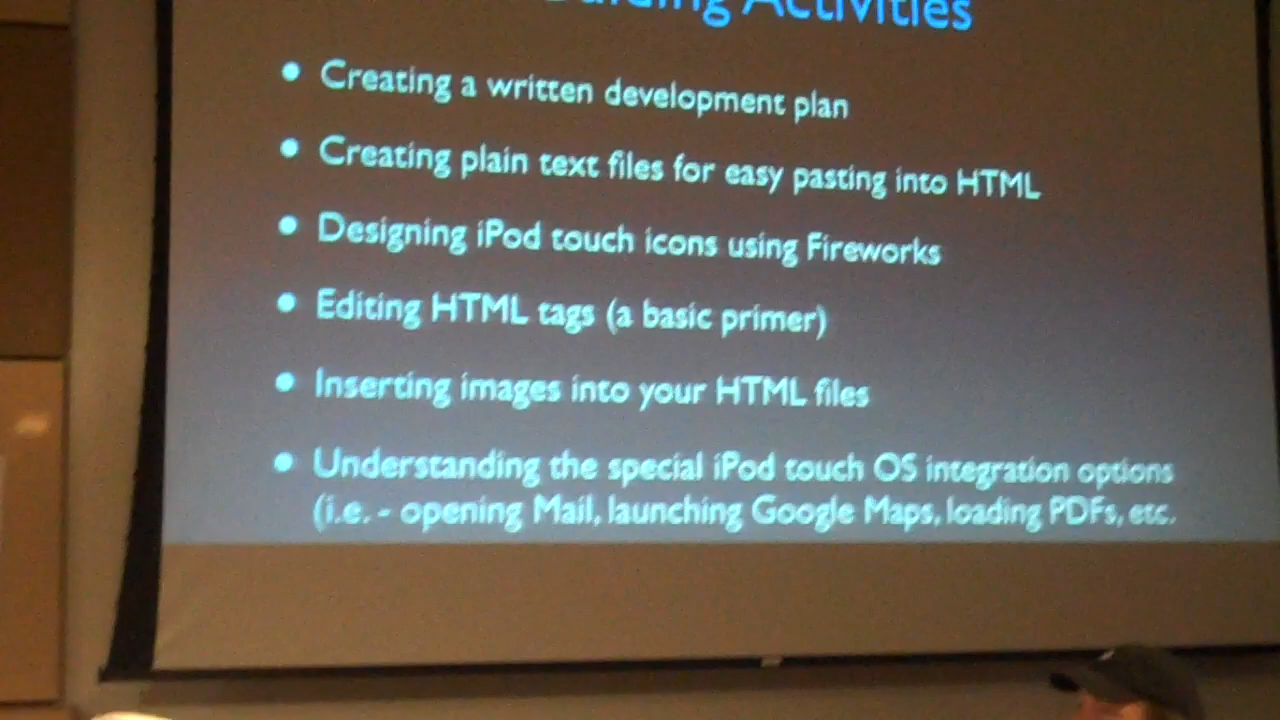 Building Activities
• Creating a written development plan
• Creating plain text files for easy pasting into HTML
• Designing iPod touch icons using Fireworks
• Editing HTML tags (a basic primer)
• Inserting images into your HTML files
• Understanding the special iPod touch OS integration options
(i.e. - opening Mail, launching Google Maps, loading PDFs, etc.